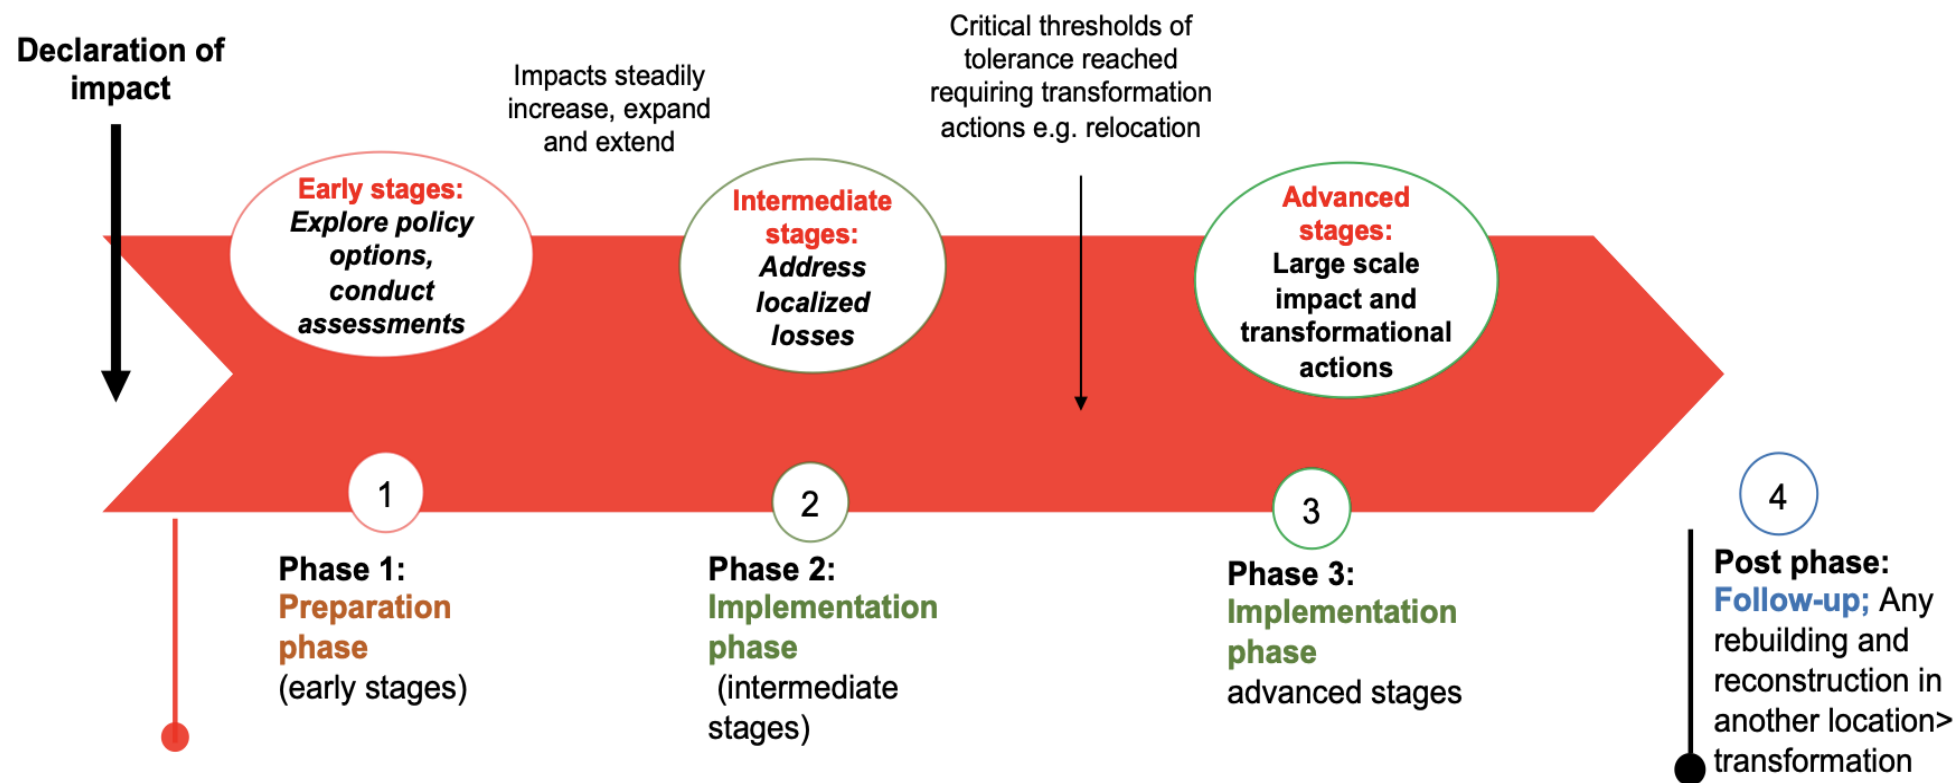 Declaration of
impact
Impacts steadily
increase, expand
and extend
Critical thresholds of
tolerance reached
requiring transformation
actions e.g. relocation
Early stages:
Explore policy
options,
conduct
assessments
Intermediate
stages:
Address
localized
losses
Advanced
stages:
Large scale
impact and
transformational
actions
1
Phase 1:
Preparation
phase
(early stages)
2
Phase 2:
Implementation
phase
(intermediate
stages)
3
Phase 3:
Implementation
phase
advanced stages
4
Post phase:
Follow-up; Any
rebuilding and
reconstruction in
another location>
transformation